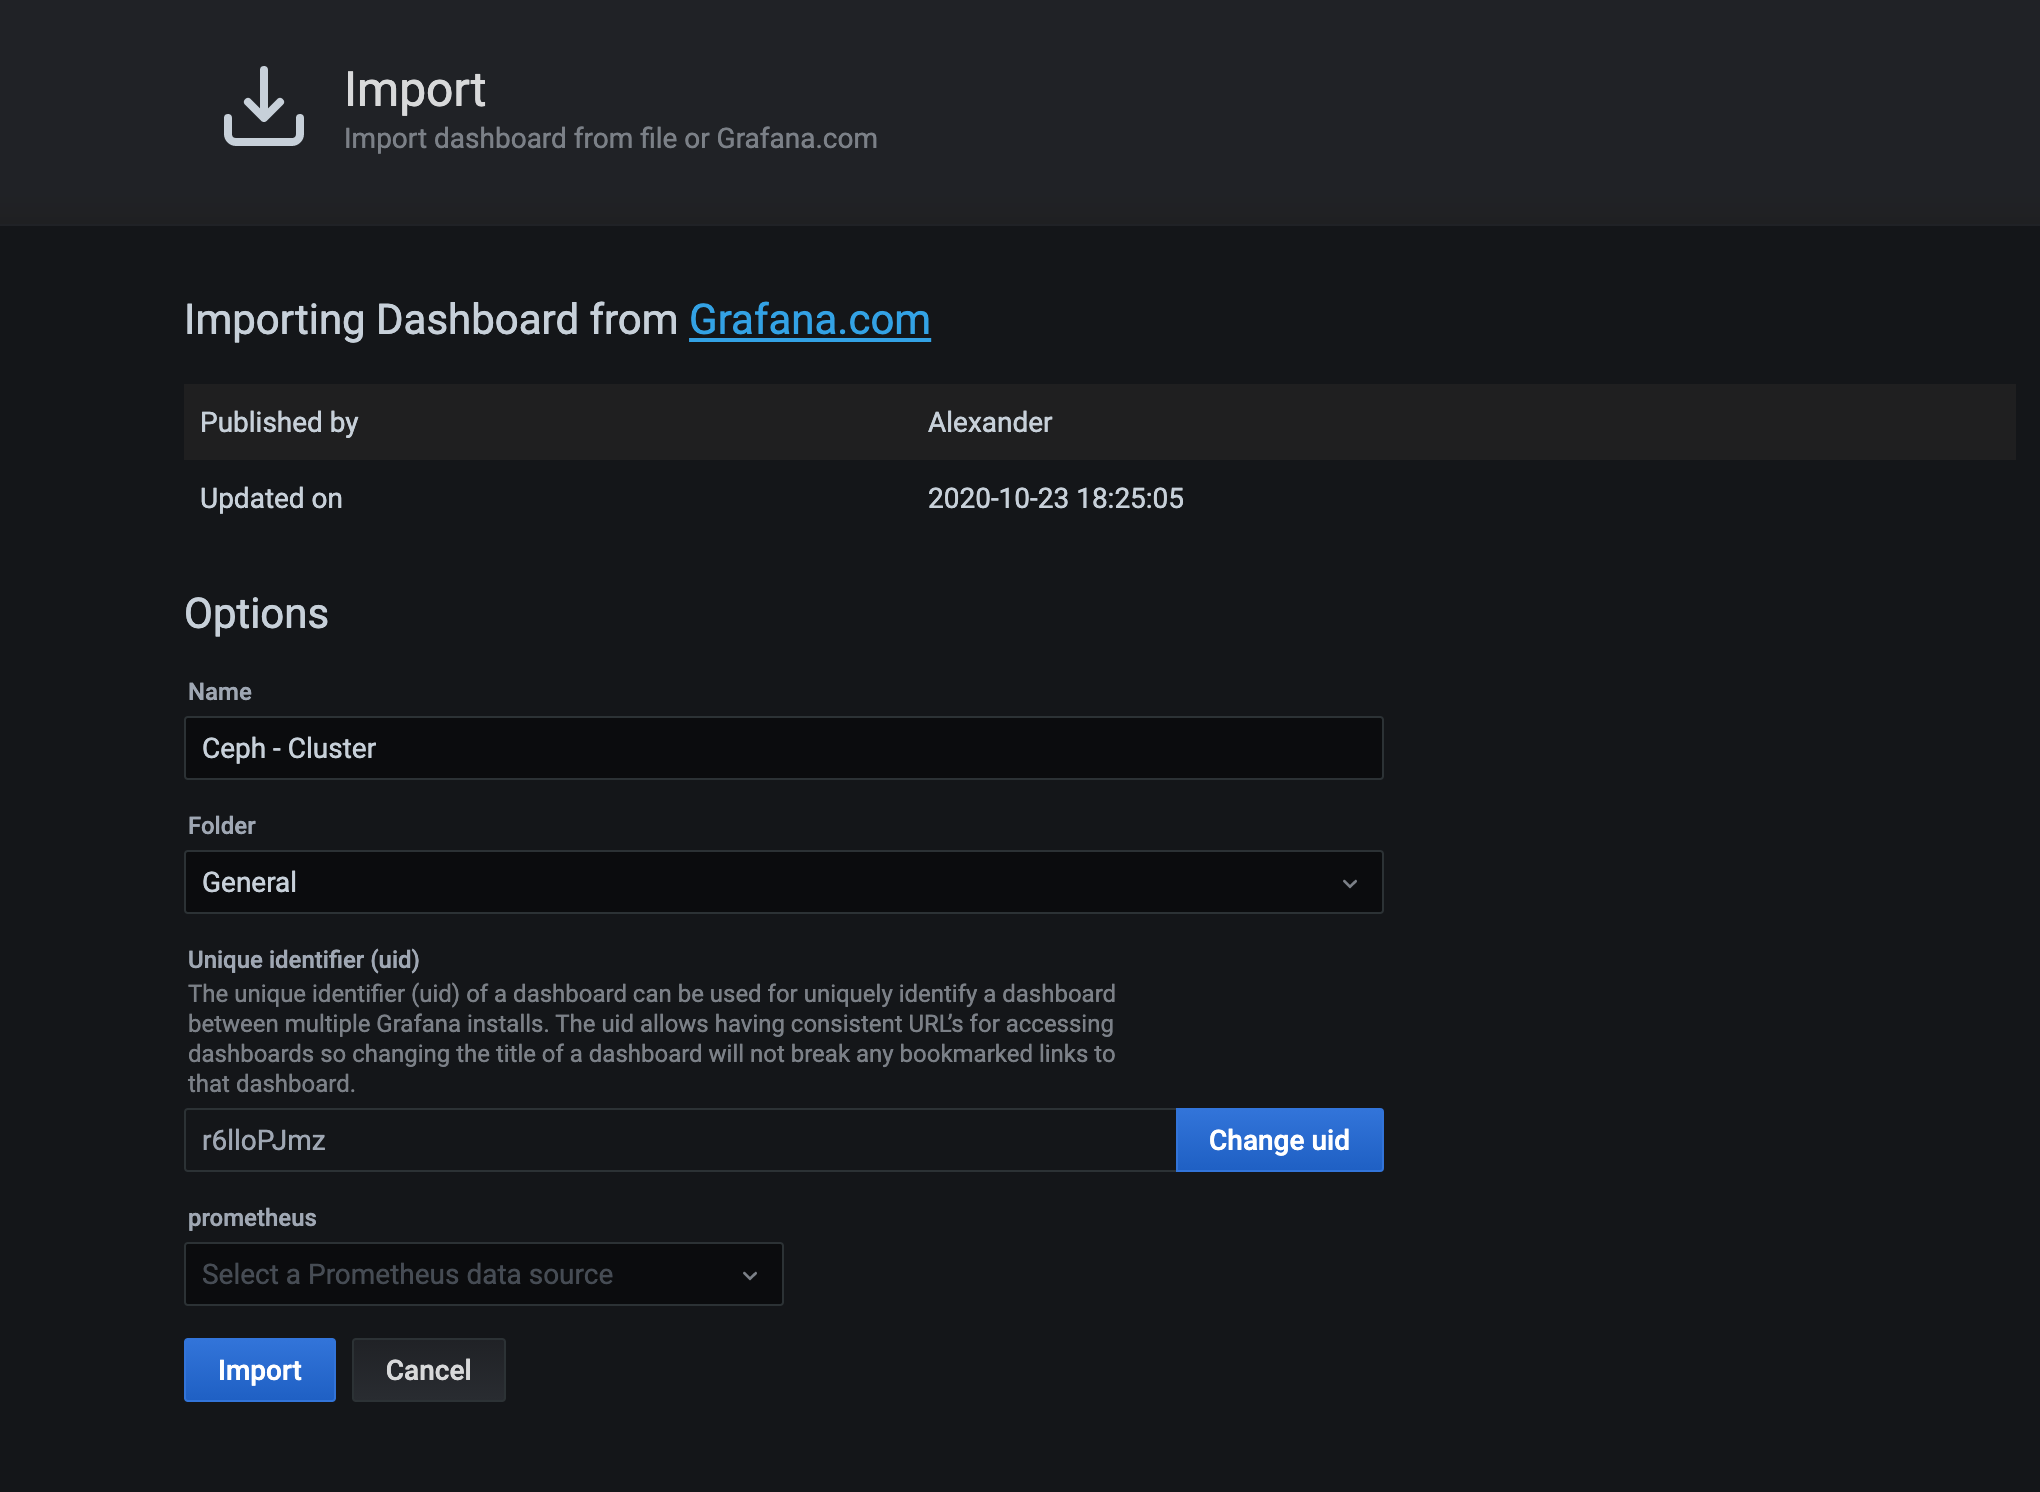 Import
Import dashboard from file or Grafana.com
Importing Dashboard from Grafana.com
Published by Alexander
Updated on 2020-10-23 18:25:05
Options
Name
Ceph - Cluster
Folder
General
Unique identifier (uid)
The unique identifier (uid) of a dashboard can be used for uniquely identify a dashboard
between multiple Grafana installs. The uid allows having consistent URL’s for accessing
dashboards so changing the title of a dashboard will not break any bookmarked links to
that dashboard.
r6lloPJmz Change uid
prometheus
Select a Prometheus data source
Import Cancel